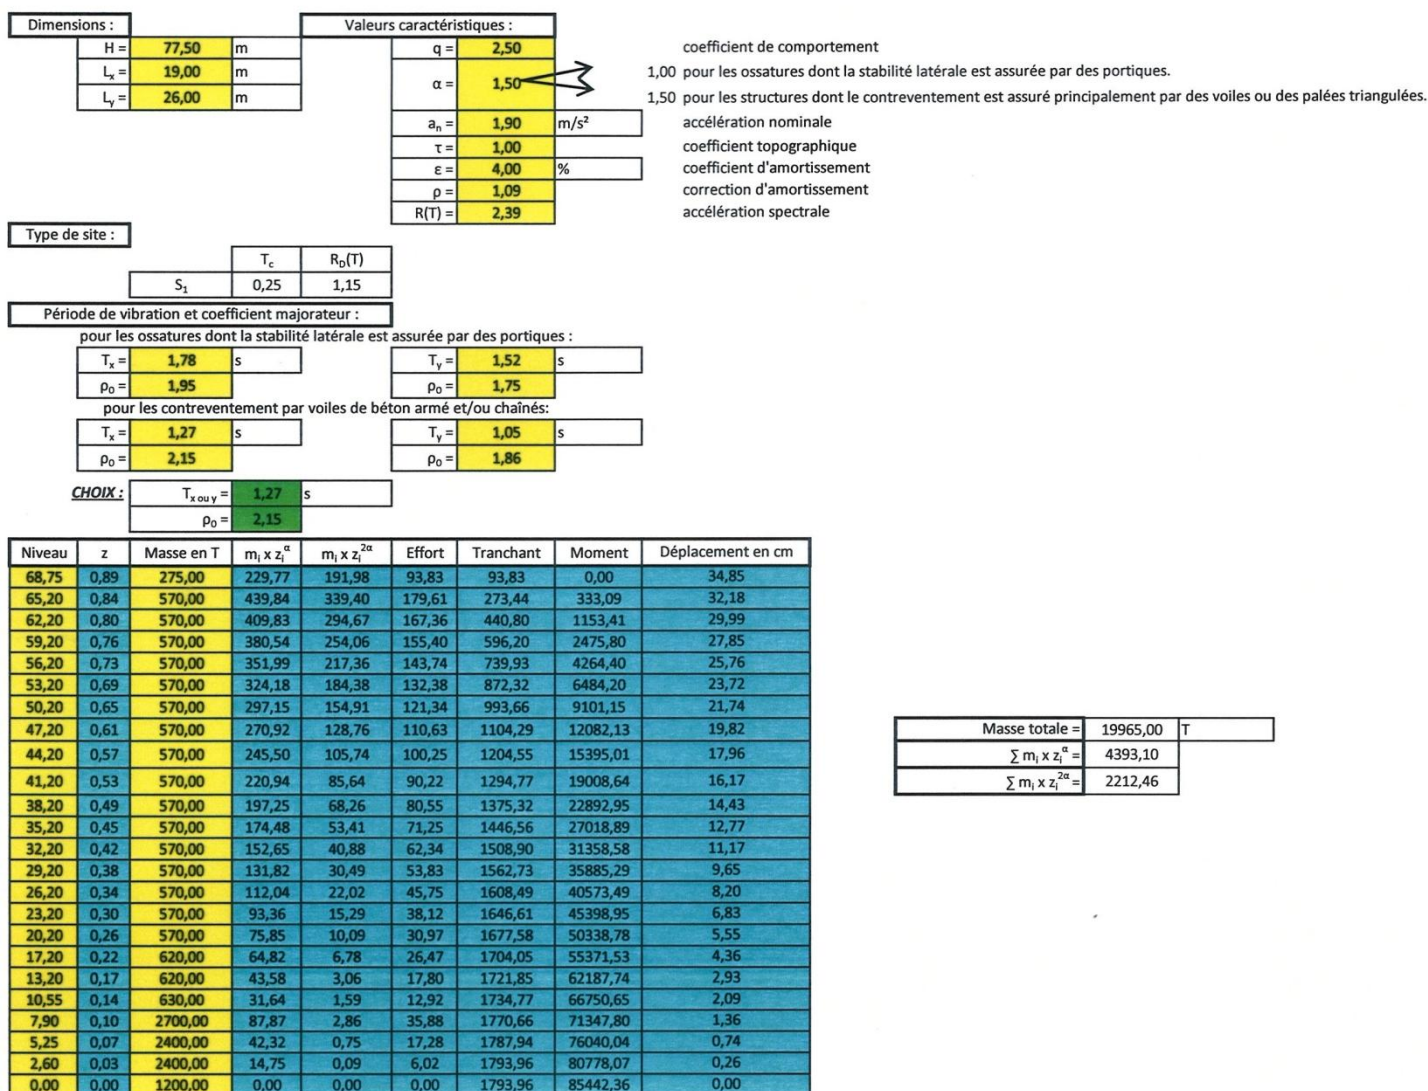 Dimensions : Valeurs caractéristiques :
H = 77,50 m q = 2,50 coefficient de comportement
Lx = 19,00 m α = 1,50 1,00 pour les ossatures dont la stabilité latérale est assurée par des portiques.
Ly = 26,00 m 1,50 pour les structures dont le contreventement est assuré principalement par des voiles ou des palées triangulées.
an = 1,90 m/s² accélération nominale
τ = 1,00 coefficient topographique
ε = 4,00 % coefficient d'amortissement
ρ = 1,09 correction d'amortissement
R(T) = 2,39 accélération spectrale
Type de site :
Tc RD(T)
S1 0,25 1,15
Période de vibration et coefficient majorateur :
pour les ossatures dont la stabilité latérale est assurée par des portiques :
Tx = 1,78 s Ty = 1,52 s
ρ0 = 1,95 ρ0 = 1,75
pour les contreventement par voiles de béton armé et/ou chaînés:
Tx = 1,27 s Ty = 1,05 s
ρ0 = 2,15 ρ0 = 1,86
CHOIX : Tx ou y = 1,27 s
ρ0 = 2,15
Niveau z Masse en T mi x zi^α mi x zi^2α Effort Tranchant Moment Déplacement en cm
68,75 0,89 275,00 229,77 191,98 93,83 93,83 0,00 34,85
65,20 0,84 570,00 439,84 339,40 179,61 273,44 333,09 32,18
62,20 0,80 570,00 409,83 294,67 167,36 440,80 1153,41 29,99
59,20 0,76 570,00 380,54 254,06 155,40 596,20 2475,80 27,85
56,20 0,73 570,00 351,99 217,36 143,74 739,93 4264,40 25,76
53,20 0,69 570,00 324,18 184,38 132,38 872,32 6484,20 23,72
50,20 0,65 570,00 297,15 154,91 121,34 993,66 9101,15 21,74
47,20 0,61 570,00 270,92 128,76 110,63 1104,29 12082,13 19,82 Masse totale = 19965,00 T
44,20 0,57 570,00 245,50 105,74 100,25 1204,55 15395,01 17,96 ∑ mi x zi^α = 4393,10
41,20 0,53 570,00 220,94 85,64 90,22 1294,77 19008,64 16,17 ∑ mi x zi^2α = 2212,46
38,20 0,49 570,00 197,25 68,26 80,55 1375,32 22892,95 14,43
35,20 0,45 570,00 174,48 53,41 71,25 1446,56 27018,89 12,77
32,20 0,42 570,00 152,65 40,88 62,34 1508,90 31358,58 11,17
29,20 0,38 570,00 131,82 30,49 53,83 1562,73 35885,29 9,65
26,20 0,34 570,00 112,04 22,02 45,75 1608,49 40573,49 8,20
23,20 0,30 570,00 93,36 15,29 38,12 1646,61 45398,95 6,83
20,20 0,26 570,00 75,85 10,09 30,97 1677,58 50338,78 5,55
17,20 0,22 620,00 64,82 6,78 26,47 1704,05 55371,53 4,36
13,20 0,17 620,00 43,58 3,06 17,80 1721,85 62187,74 2,93
10,55 0,14 630,00 31,64 1,59 12,92 1734,77 66750,65 2,09
7,90 0,10 2700,00 87,87 2,86 35,88 1770,66 71347,80 1,36
5,25 0,07 2400,00 42,32 0,75 17,28 1787,94 76040,04 0,74
2,60 0,03 2400,00 14,75 0,09 6,02 1793,96 80778,07 0,26
0,00 0,00 1200,00 0,00 0,00 0,00 1793,96 85442,36 0,00